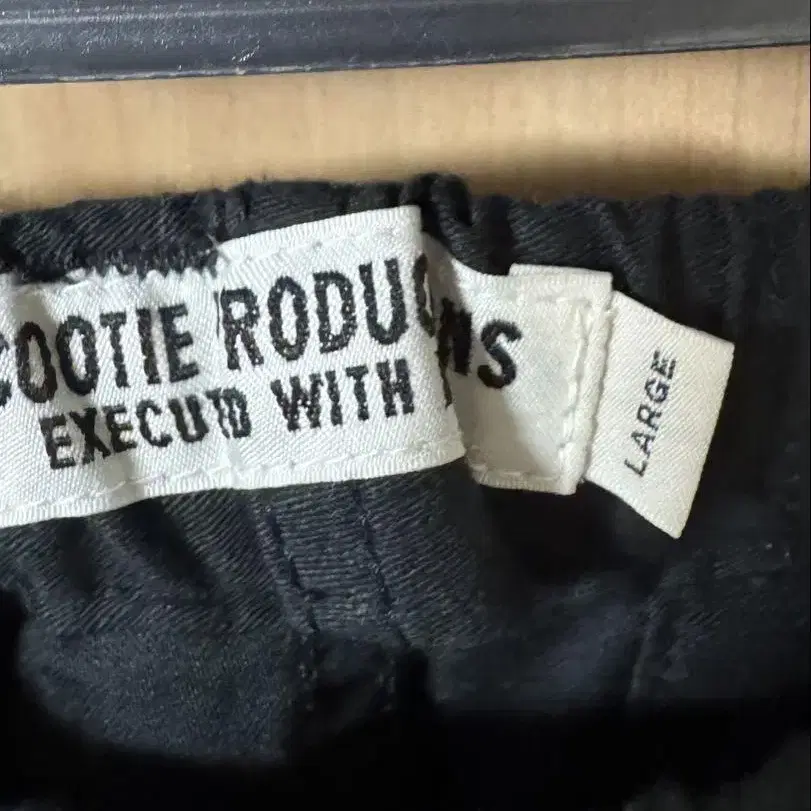 COOTIE RODUC NS
EXECUTD WITH
LARGE